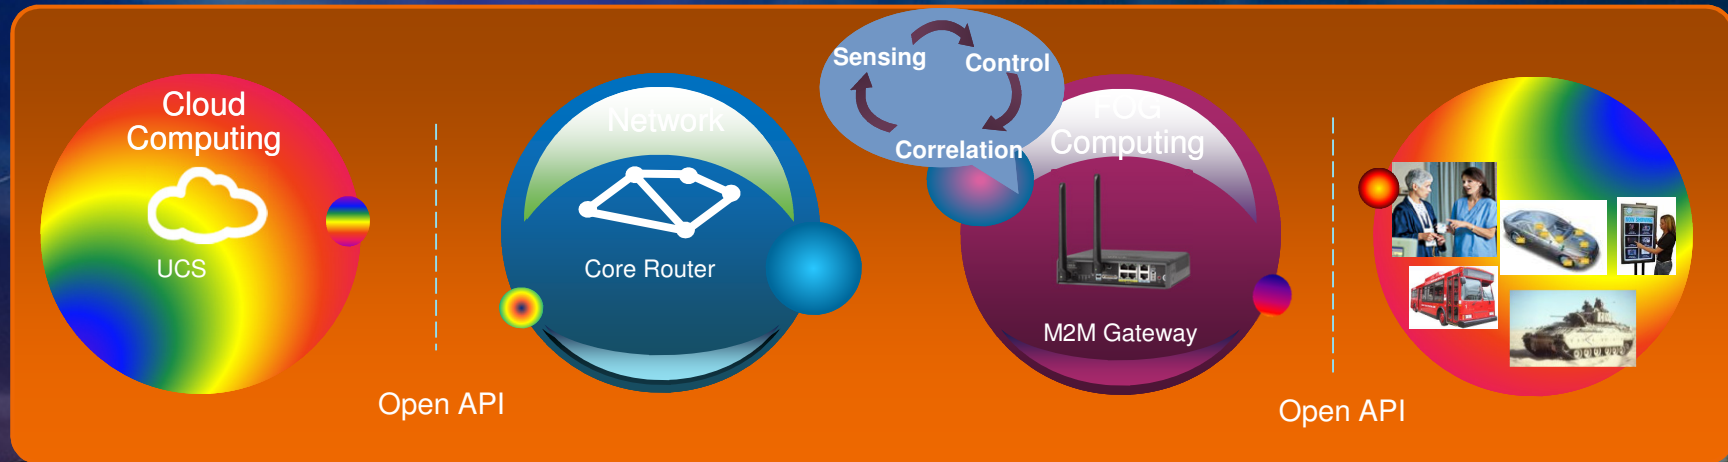 Cloud
Computing
UCS
Network
Core Router
Sensing
Control
Correlation
FOG
Computing
M2M Gateway
Open API
Open API